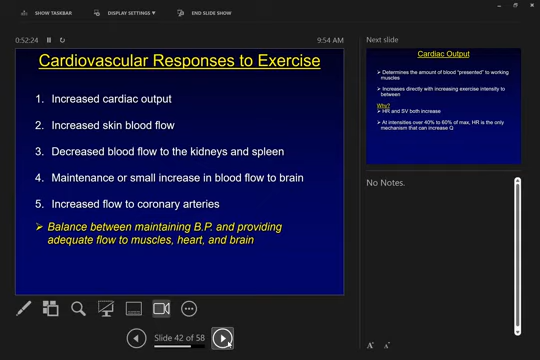 SHOW TASKBAR
DISPLAY SETTINGS ▾
END SLIDE SHOW
0:52:24
9:54 AM
Cardiovascular Responses to Exercise
1. Increased cardiac output
2. Increased skin blood flow
3. Decreased blood flow to the kidneys and spleen
4. Maintenance or small increase in blood flow to brain
5. Increased flow to coronary arteries
Balance between maintaining B.P. and providing
adequate flow to muscles, heart, and brain
Slide 42 of 58
Next slide
Cardiac Output
Determines the amount of blood "presented" to working
muscles
Increases directly with increasing exercise intensity to
between
Why?
HR and SV both increase
At intensities over 40% to 60% of max, HR is the only
mechanism that can increase Q
No Notes.
A
A